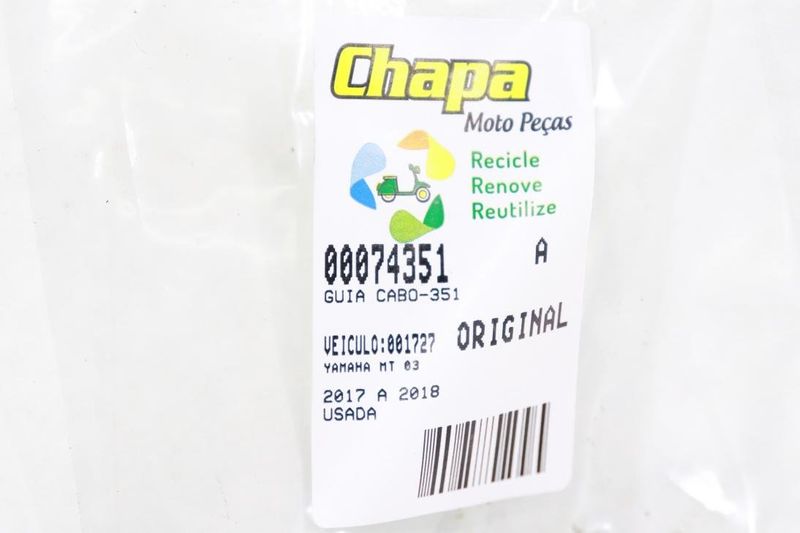 Chapa
Moto Peças
Recicle
Renove
Reutilize
00074351 A
GUIA CABO-351
VEICULO:001727 ORIGINAL
YAMAHA MT 03
2017 A 2018
USADA